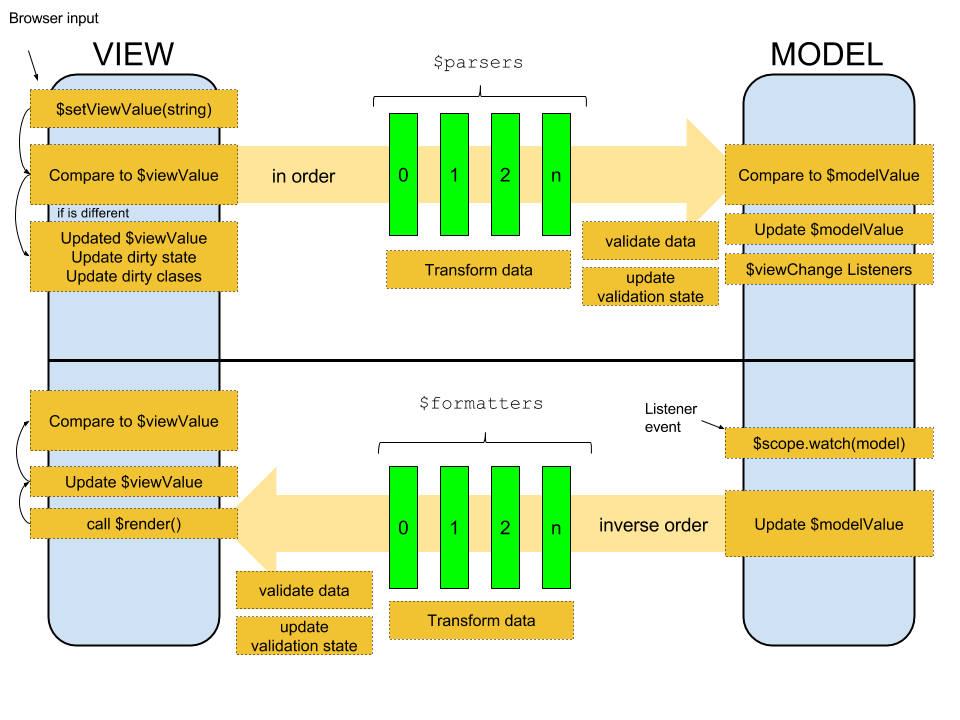 Browser input
VIEW
MODEL
$parsers
$setViewValue(string)
Compare to $viewValue
if is different
Updated $viewValue
Update dirty state
Update dirty clases
in order
0
1
2
n
Transform data
validate data
update
validation state
Compare to $modelValue
Update $modelValue
$viewChange Listeners
$formatters
Compare to $viewValue
Update $viewValue
call $render()
validate data
update
validation state
0
1
2
n
Transform data
inverse order
Listener
event
$scope.watch(model)
Update $modelValue